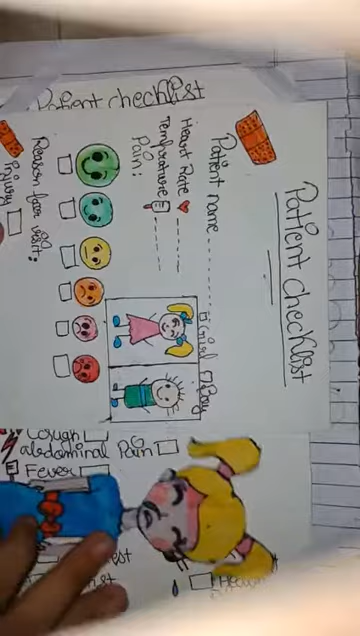 Patient checklist
Patient checklist
Patient name
Girl Boy
Heart Rate
Temperature
Pain:
Reason for visit:
injury
Cough
abdominal Pain
Fever